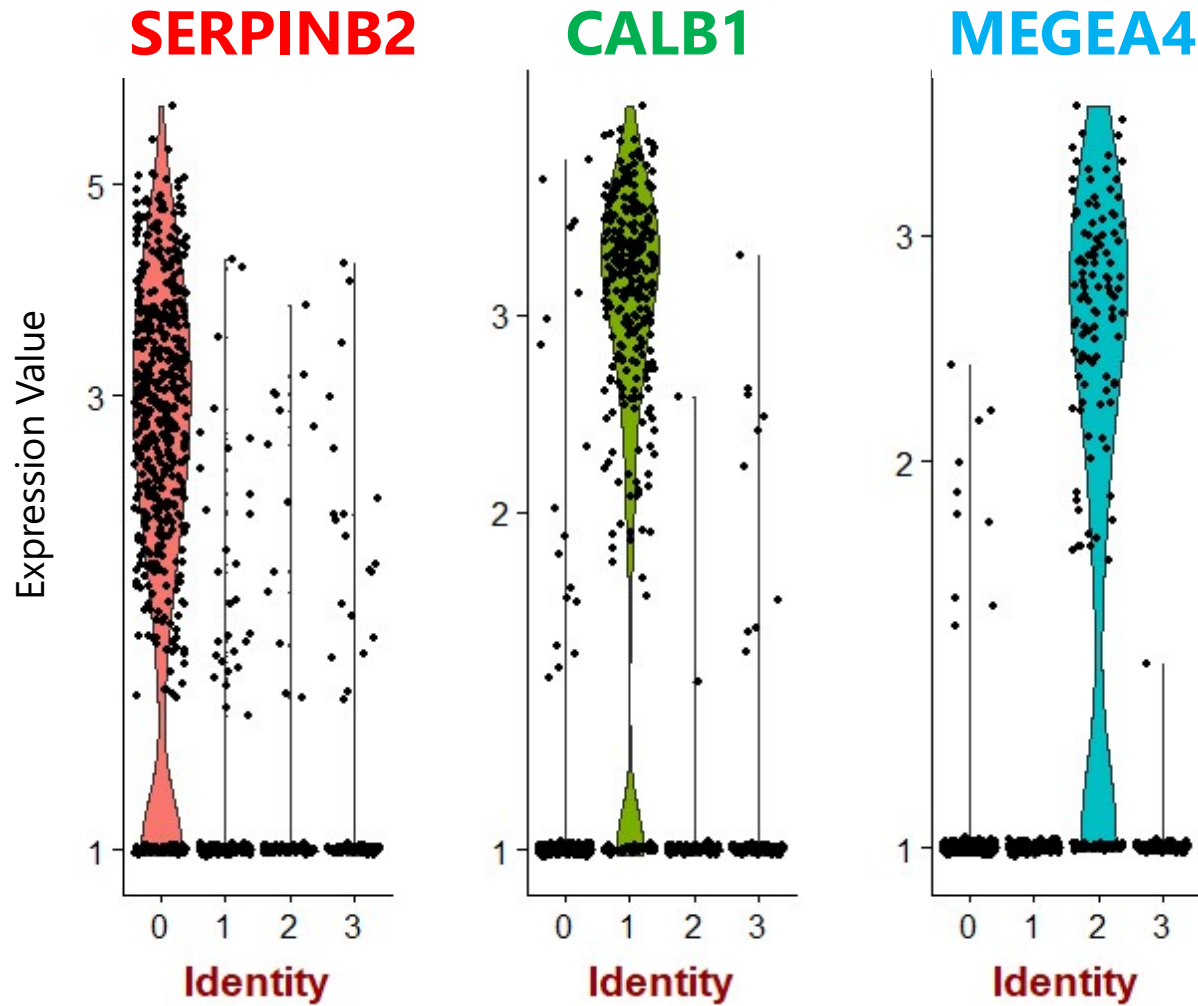 SERPINB2
CALB1
MEGEA4
Expression Value
5
3
1
0 1 2 3
Identity
3
2
1
0 1 2 3
Identity
3
2
1
0 1 2 3
Identity